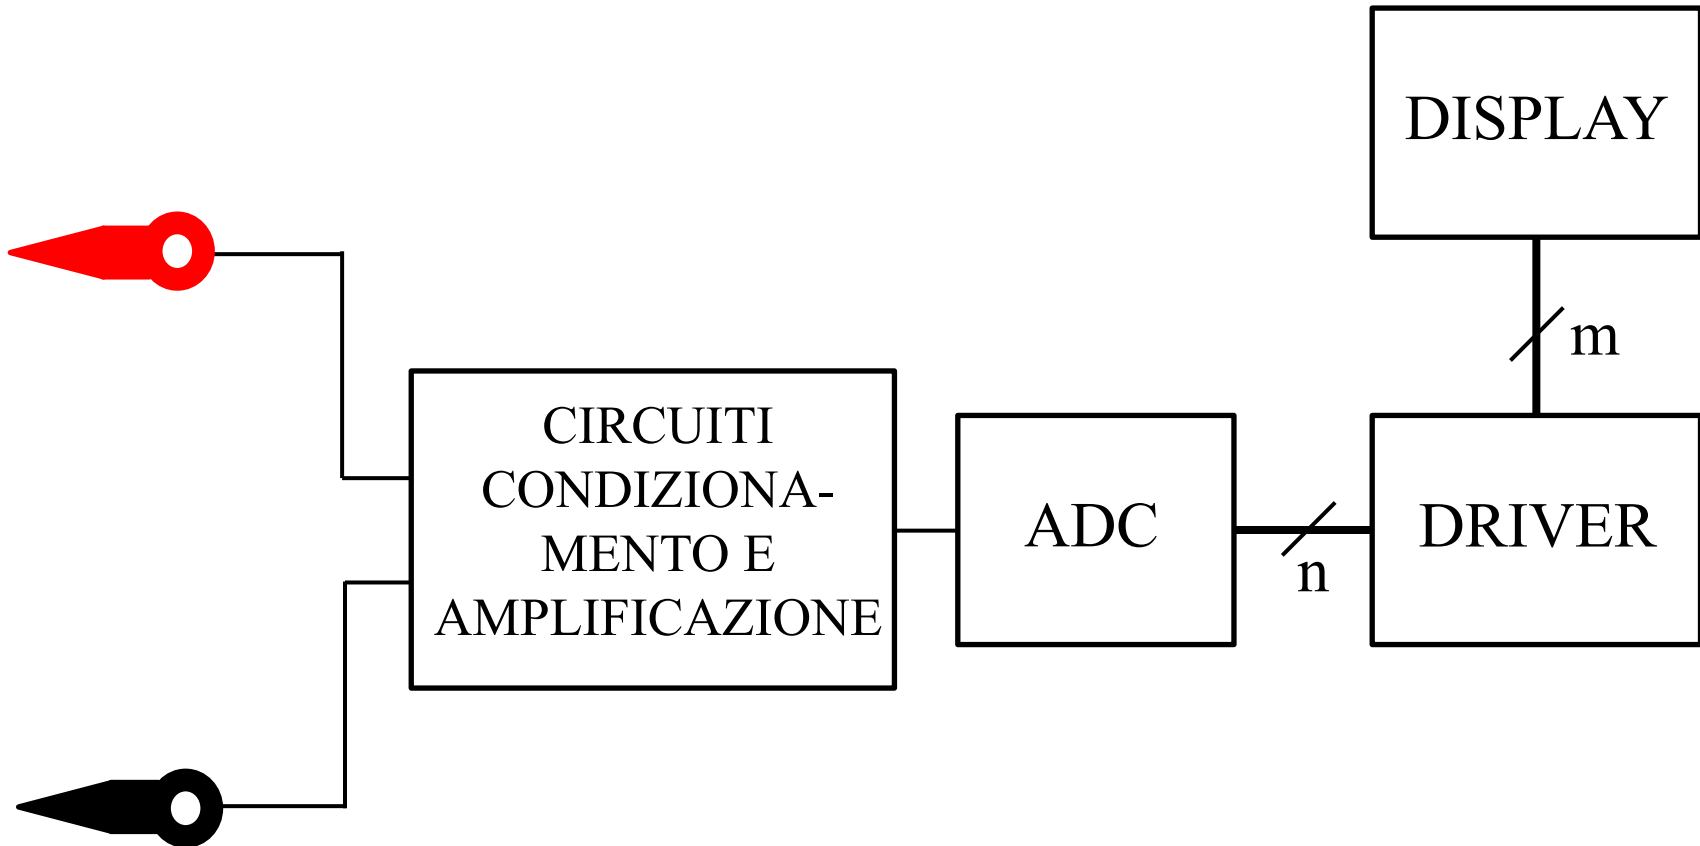 DISPLAY
m
CIRCUITI
CONDIZIONA-
MENTO E
AMPLIFICAZIONE
ADC
n
DRIVER